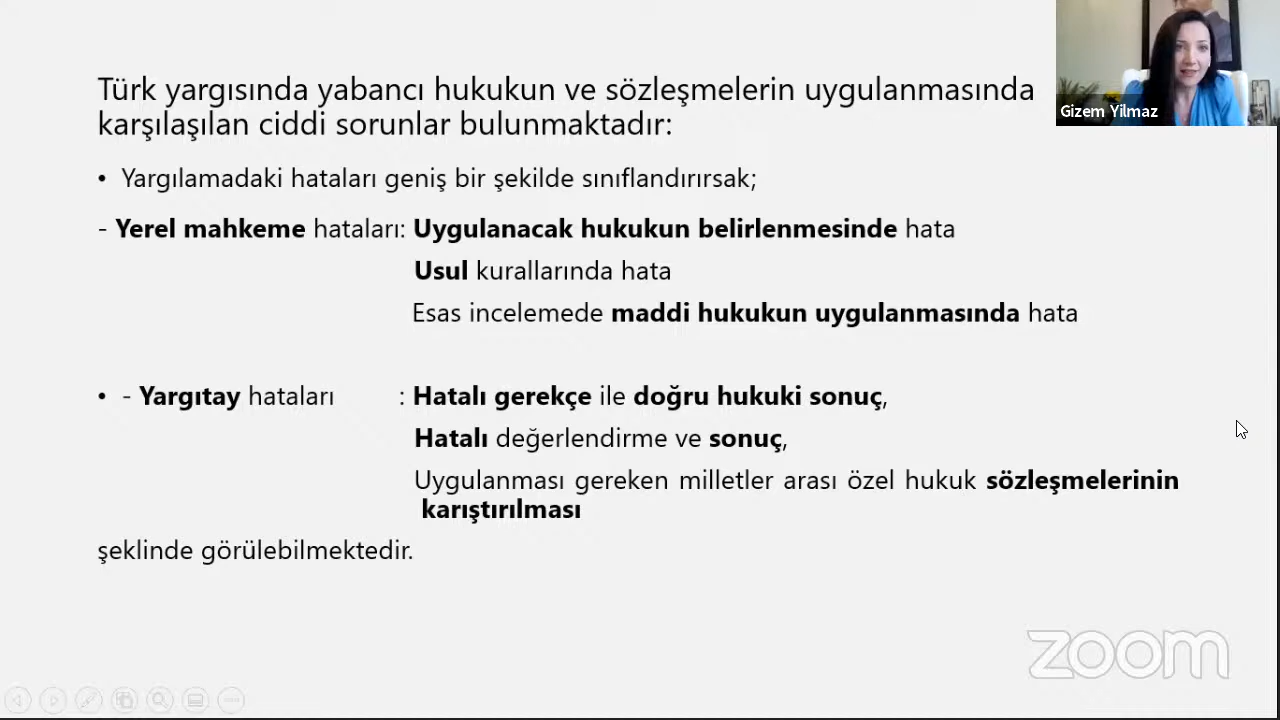 Türk yargısında yabancı hukukun ve sözleşmelerin uygulanmasında
karşılaşılan ciddi sorunlar bulunmaktadır:
Gizem Yilmaz
• Yargılamadaki hataları geniş bir şekilde sınıflandırırsak;
- Yerel mahkeme hataları: Uygulanacak hukukun belirlenmesinde hata
Usul kurallarında hata
Esas incelemede maddi hukukun uygulanmasında hata
• - Yargıtay hataları : Hatalı gerekçe ile doğru hukuki sonuç,
Hatalı değerlendirme ve sonuç,
Uygulanması gereken milletler arası özel hukuk sözleşmelerinin
karıştırılması
şeklinde görülebilmektedir.
zoom